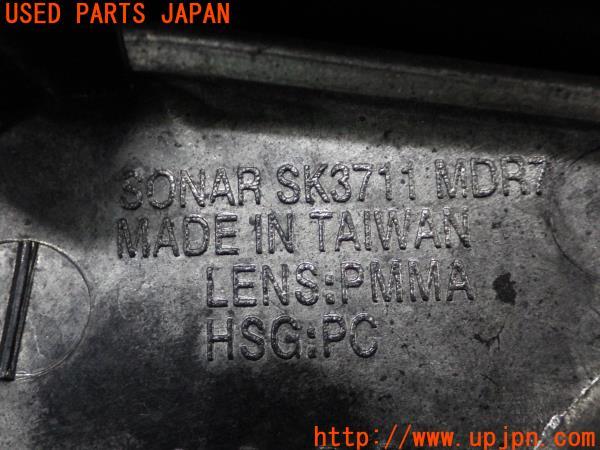 USED PARTS JAPAN
SONAR SK3711 MDR7
MADE IN TAIWAN
LENS:PMMA
HSG:PC
http://www.upjpn.com/